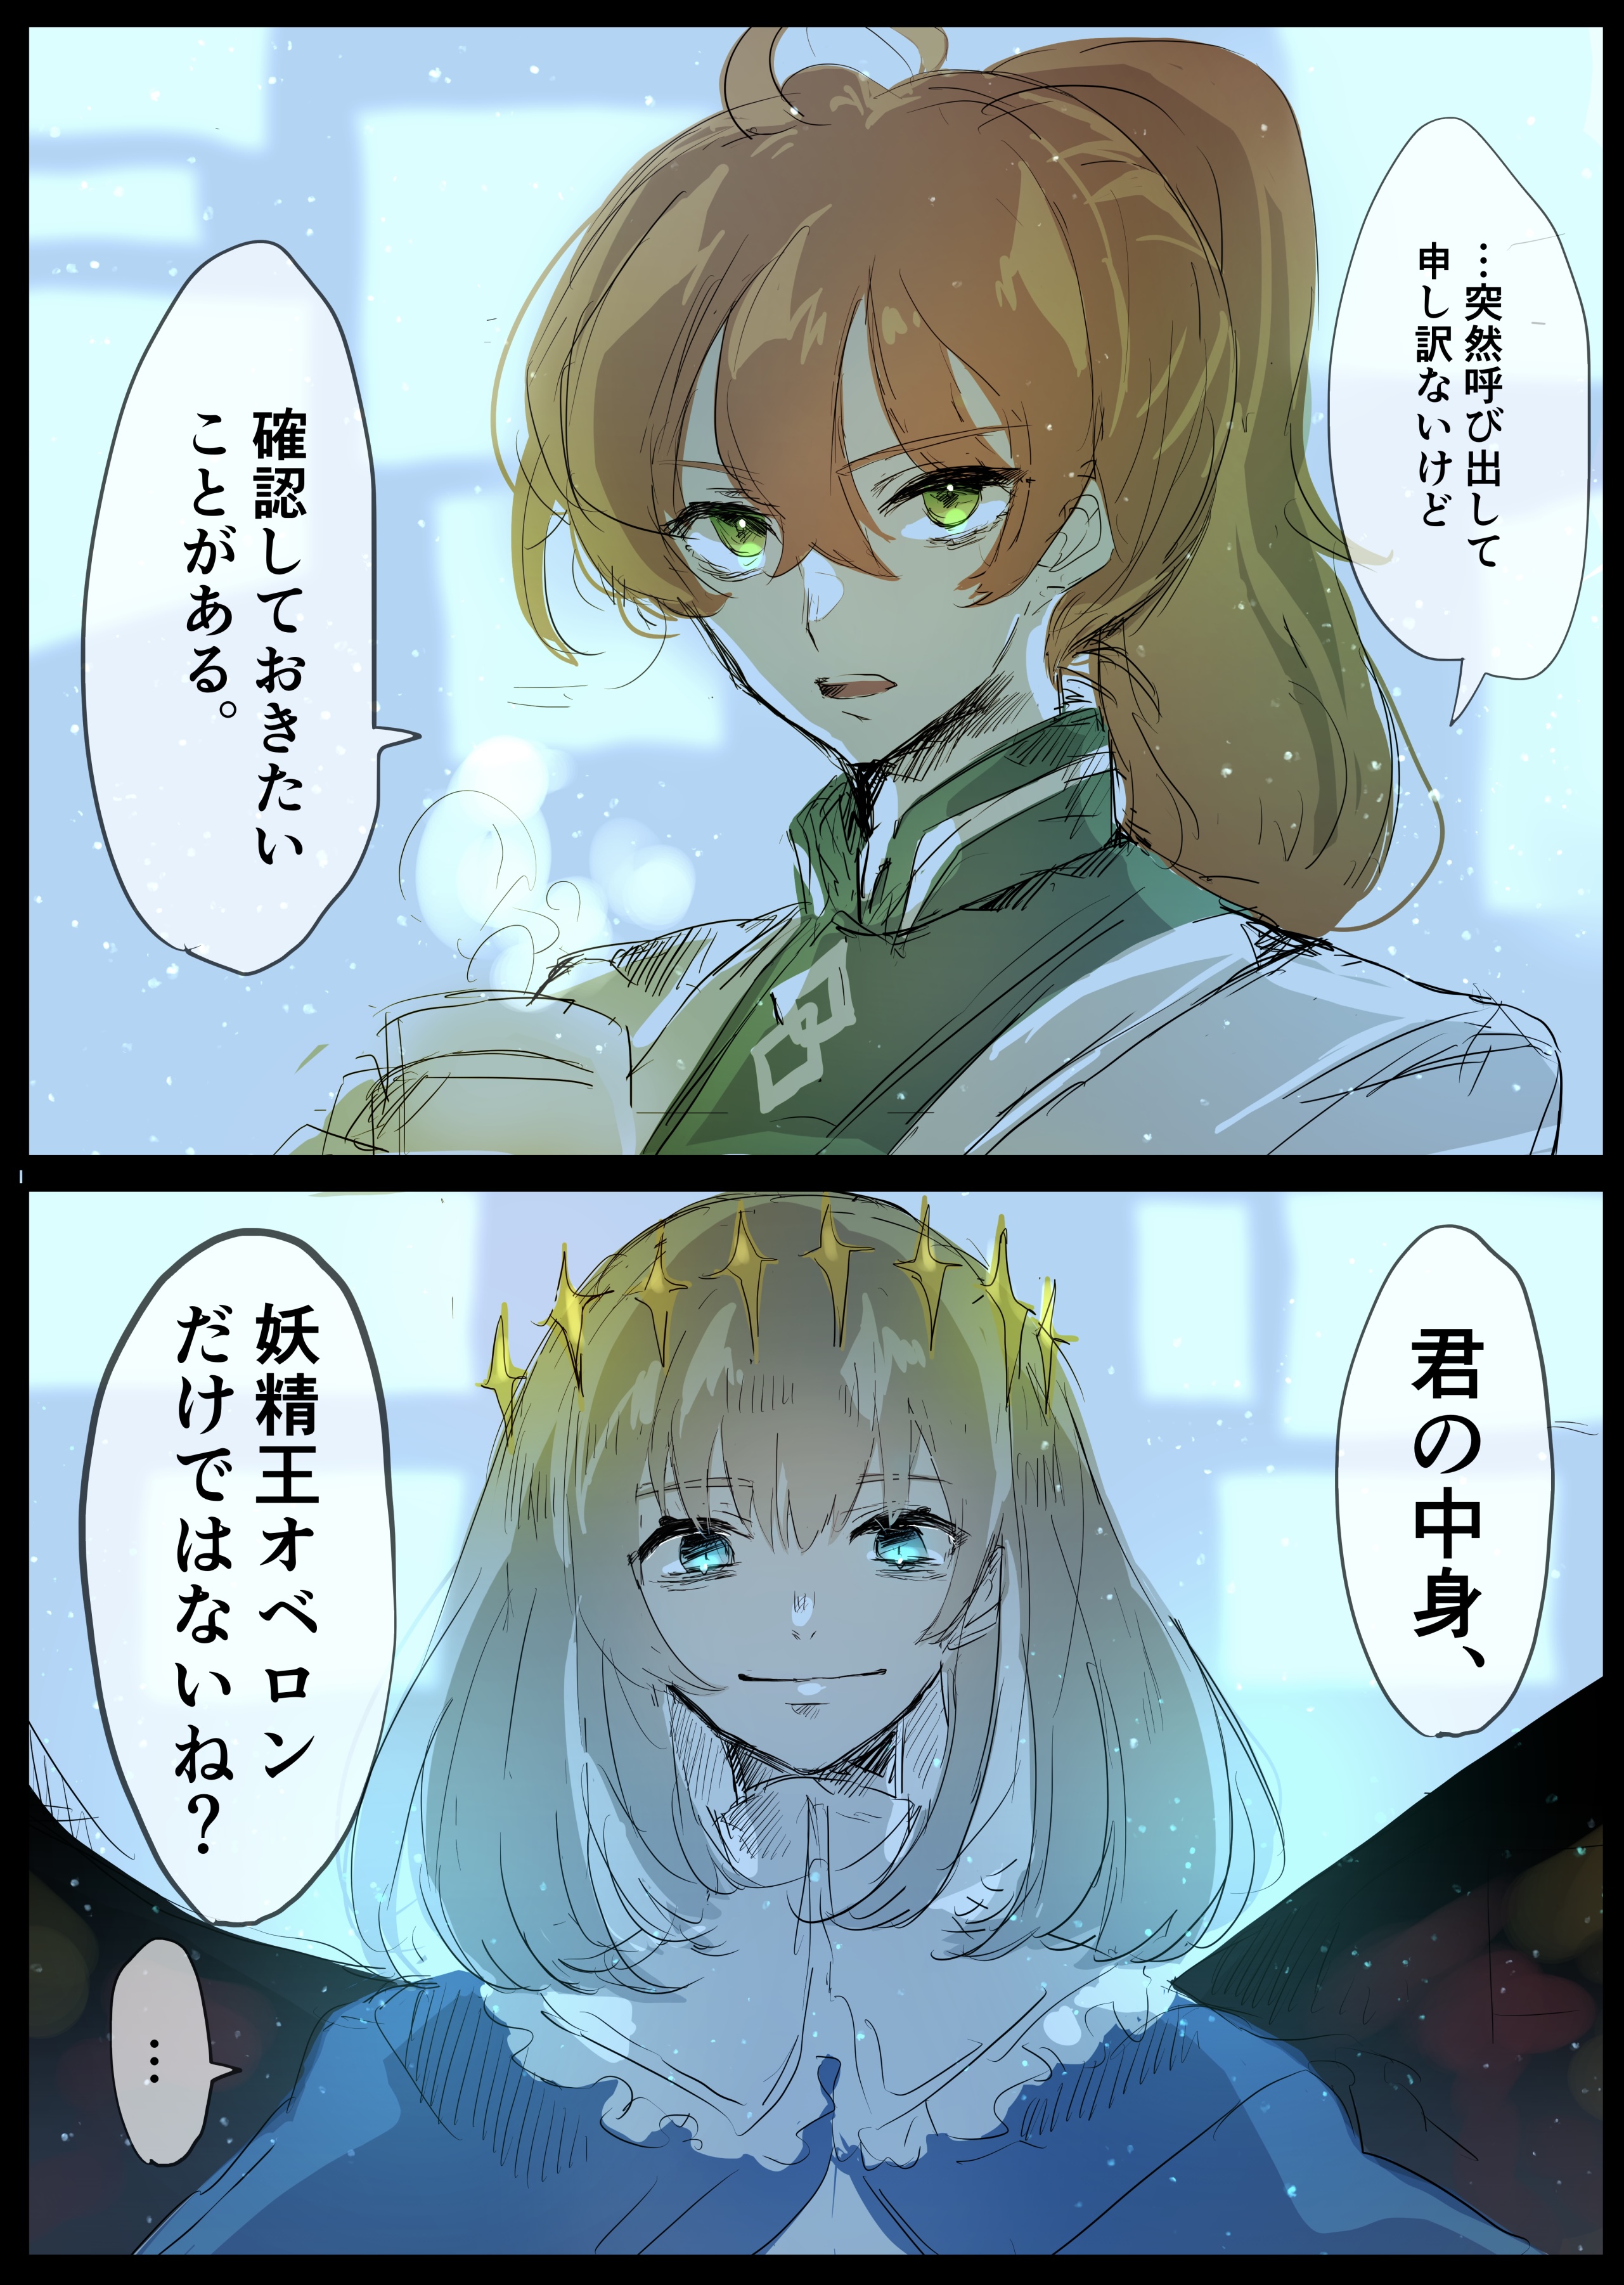 …突然呼び出して
申し訳ないけど
確認しておきたい
ことがある。
君の中身、
妖精王オベロン
だけではないね?
…